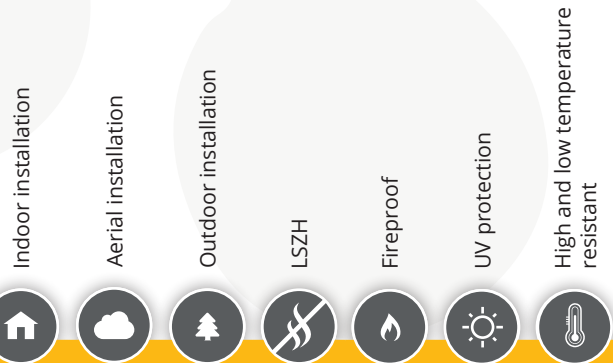 Indoor installation
Aerial installation
Outdoor installation
LSZH
Fireproof
UV protection
High and low temperature
resistant